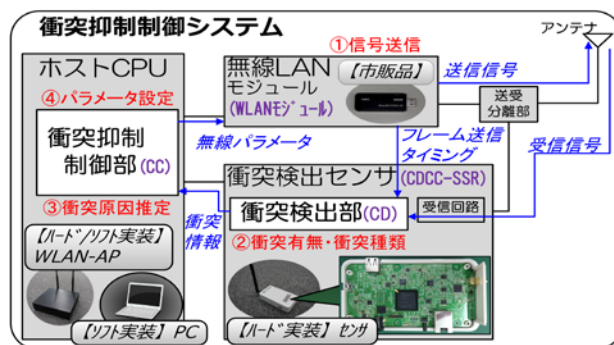 衝突抑制制御システム
アンテナ
ホストCPU
①信号送信
無線LAN
モジュール
(WLANモジュール)
【市販品】
送信信号
④パラメータ設定
送受
分離部
衝突抑制
制御部(CC)
無線パラメータ
フレーム送信
タイミング
受信信号
衝突検出センサ(CDCC-SSR)
③衝突原因推定
衝突
情報
衝突検出部(CD)
受信回路
②衝突有無・衝突種類
【ハード/ソフト実装】
WLAN-AP
【ソフト実装】PC
【ハード実装】センサ